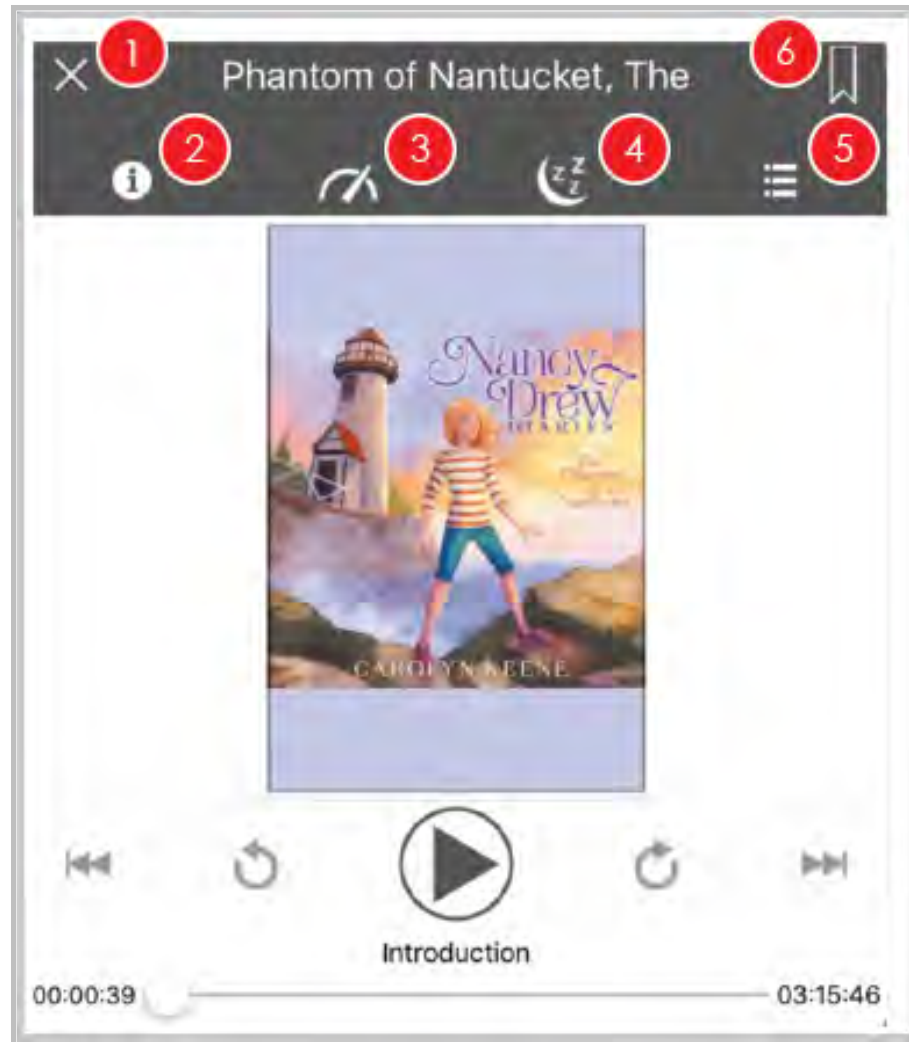 1
6
Phantom of Nantucket, The
2
3
4
5
i
z z z
Nancy
Drew
DIARIES
CAROLYN KEENE
Introduction
00:00:39
03:15:46